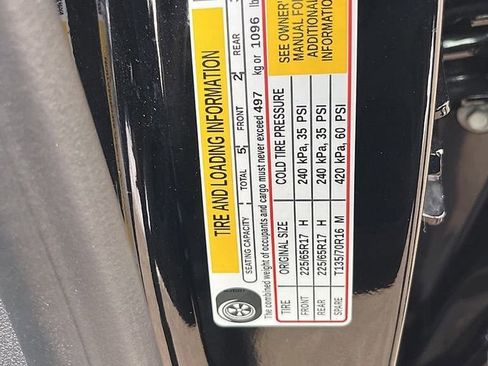 TIRE AND LOADING INFORMATION
SEATING CAPACITY : TOTAL 5 FRONT 2 REAR
The combined weight of occupants and cargo must never exceed 497 kg or 1096
TIRE ORIGINAL SIZE COLD TIRE PRESSURE
FRONT 225/65R17 H 240 kPa, 35 PSI
REAR 225/65R17 H 240 kPa, 35 PSI
SPARE T135/70R16 M 420 kPa, 60 PSI
SEE OWNER'
MANUAL FO
ADDITIONAL
INFORMATION